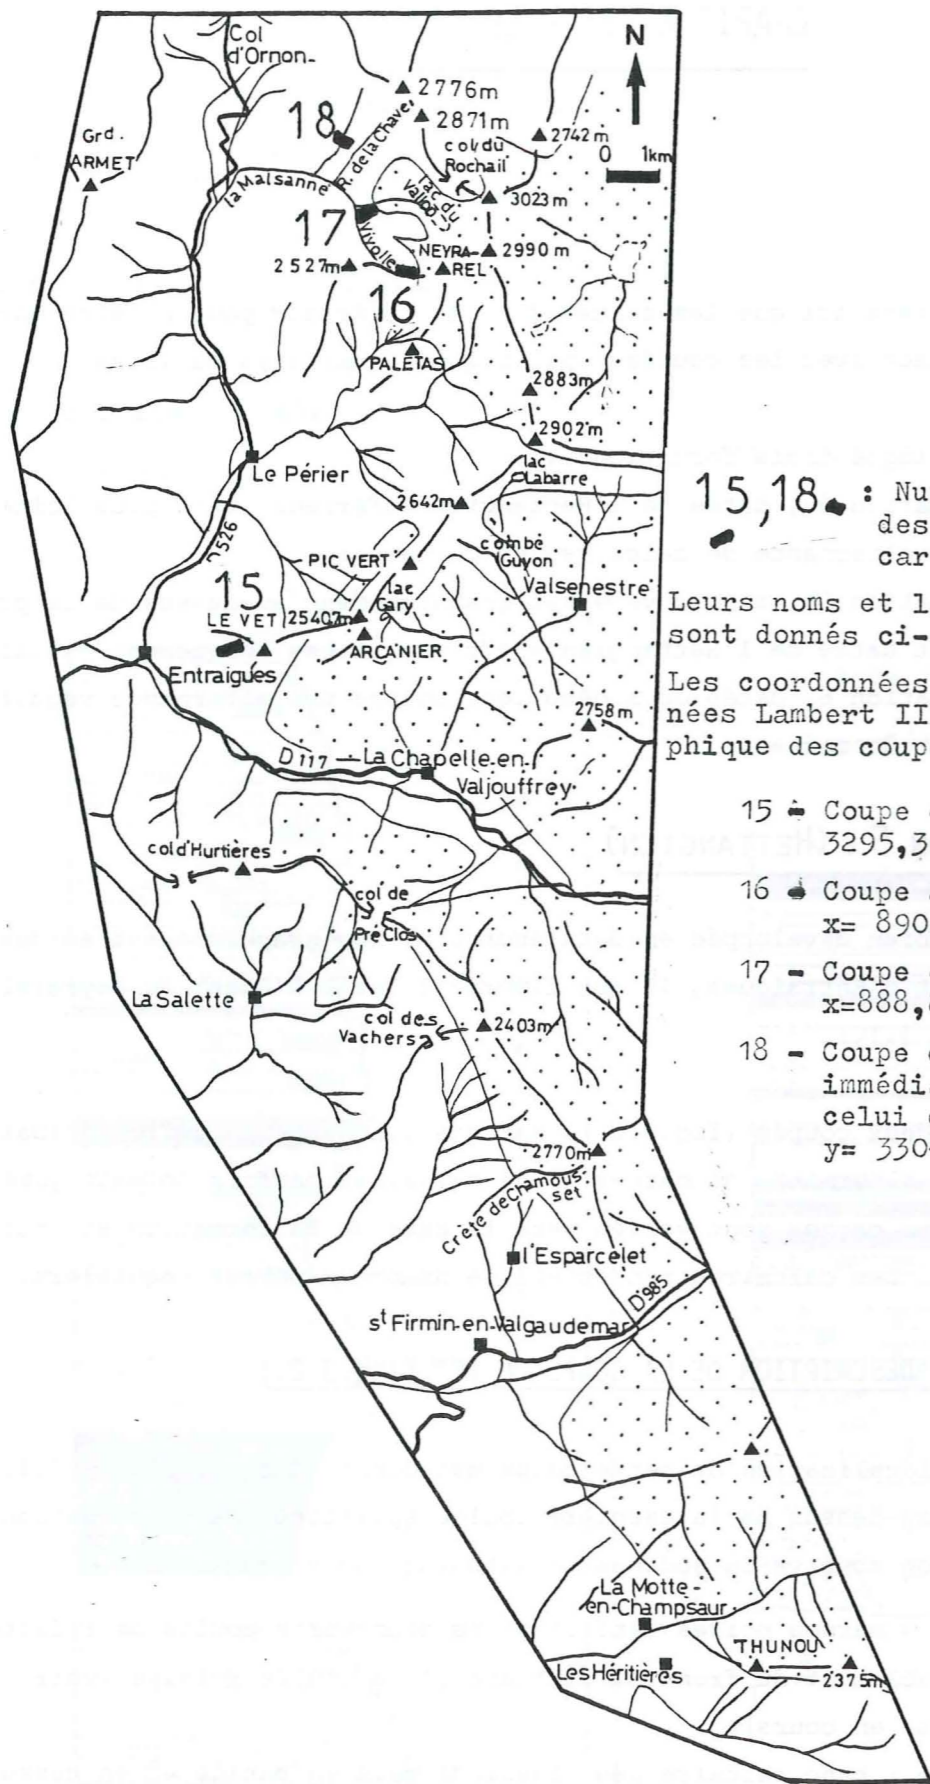 Col
d'Ornon
N
2776m
18
2871m
2742m
Grd.
ARMET
R. de la Chave
col du
Rochail
0 1km
la Malsanne
lac du
3023m
17
Vivolle
NEYRA-
REL
2990m
2527m
16
PALETAS
2883m
2902m
Le Périer
lac
Labarre
2642m
15,18 : Nu
des
car
D526
combe
Guyon
PIC VERT
Valsenestre
lac
Gary
15
LE VET
2540?m
ARCANIER
Leurs noms et l
sont donnés ci-
Les coordonnées
nées Lambert II
phique des coup
Entraigues
2758m
D117
La Chapelle-en-
Valjouffrey
15 - Coupe
3295,3
col d'Hurtières
16 Coupe
x= 890
col de
Pré Clos
17 - Coupe
x=888,
La Salette
col des
Vachers
2403m
18 - Coupe
immédi
celui
y= 330
2770m
Crête de Chamous-
set
l'Esparcelet
D985
st Firmin-en-Valgaudemar
La Motte-
en-Champsaur
THUNOU
Les Héritières
2375m